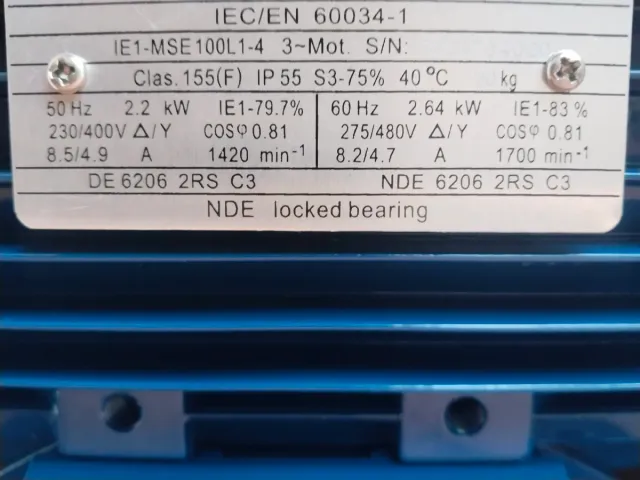 IEC/EN 60034-1
IE1-MSE100L1-4 3~Mot. S/N:
Clas. 155(F) IP 55 S3-75% 40 °C kg
50 Hz 2.2 kW IE1-79.7%
230/400V Δ/Y COSφ 0.81
8.5/4.9 A 1420 min⁻¹
60 Hz 2.64 kW IE1-83 %
275/480V Δ/Y COSφ 0.81
8.2/4.7 A 1700 min⁻¹
DE 6206 2RS C3 NDE 6206 2RS C3
NDE locked bearing